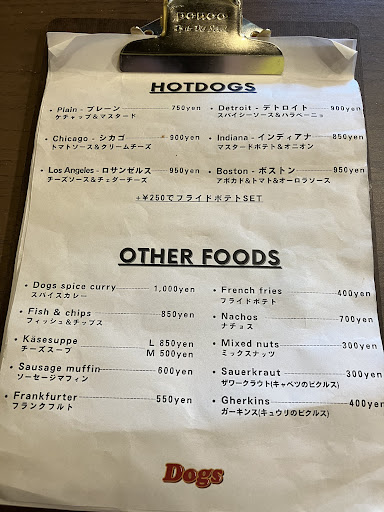 HOTDOGS
• Plain - プレーン 750yen
ケチャップ&マスタード
• Chicago - シカゴ 900yen
トマトソース&クリームチーズ
• Los Angeles - ロサンゼルス 950yen
チーズソース&チェダーチーズ
• Detroit - デトロイト 900yen
スパイシーソース&ハラペーニョ
• Indiana - インディアナ 850yen
マスタードポテト&オニオン
• Boston - ボストン 950yen
アボカド&トマト&オーロラソース
+¥250でフライドポテトSET
OTHER FOODS
• Dogs spice curry 1,000yen
スパイスカレー
• Fish & chips 850yen
フィッシュ&チップス
• Käsesuppe L 850yen
チーズスープ M 500yen
• Sausage muffin 600yen
ソーセージマフィン
• Frankfurter 550yen
フランクフルト
• French fries 400yen
フライドポテト
• Nachos 700yen
ナチョス
• Mixed nuts 300yen
ミックスナッツ
• Sauerkraut 300yen
ザワークラウト(キャベツのピクルス)
• Gherkins 400yen
ガーキンス(キュウリのピクルス)
Dogs